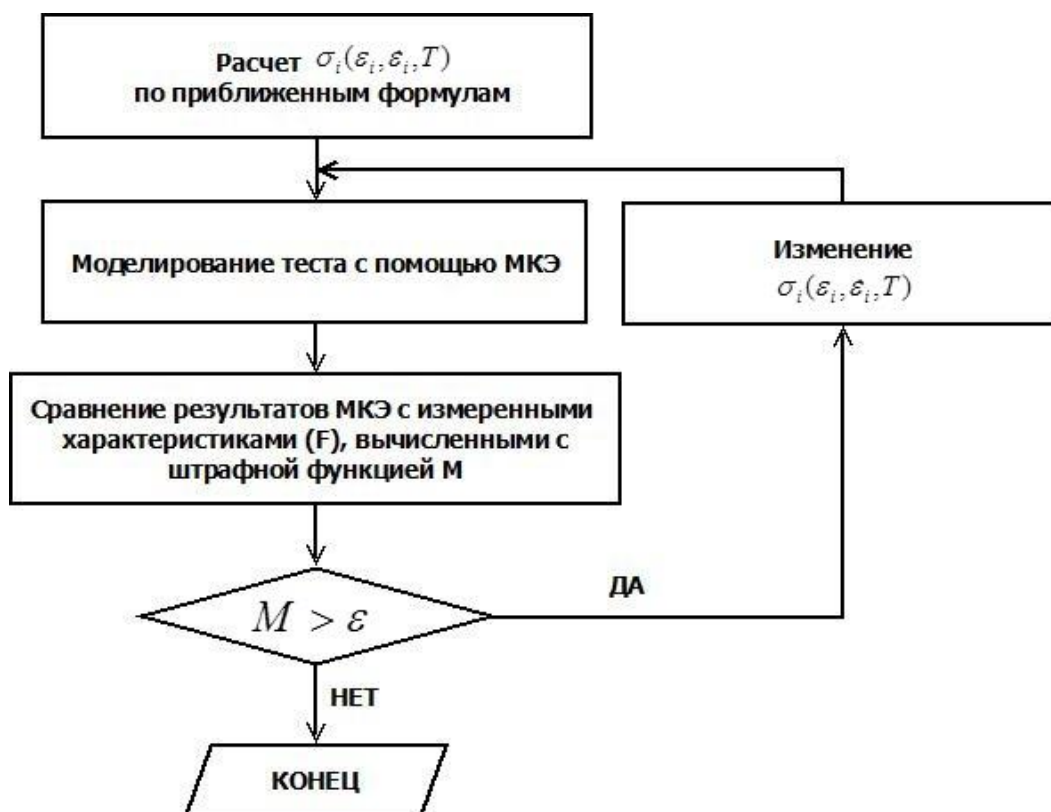 Расчет σᵢ(εᵢ, ε̇ᵢ, T)
по приближенным формулам
Моделирование теста с помощью МКЭ
Изменение
σᵢ(εᵢ, ε̇ᵢ, T)
Сравнение результатов МКЭ с измеренными
характеристиками (F), вычисленными с
штрафной функцией М
M > ε
ДА
НЕТ
КОНЕЦ